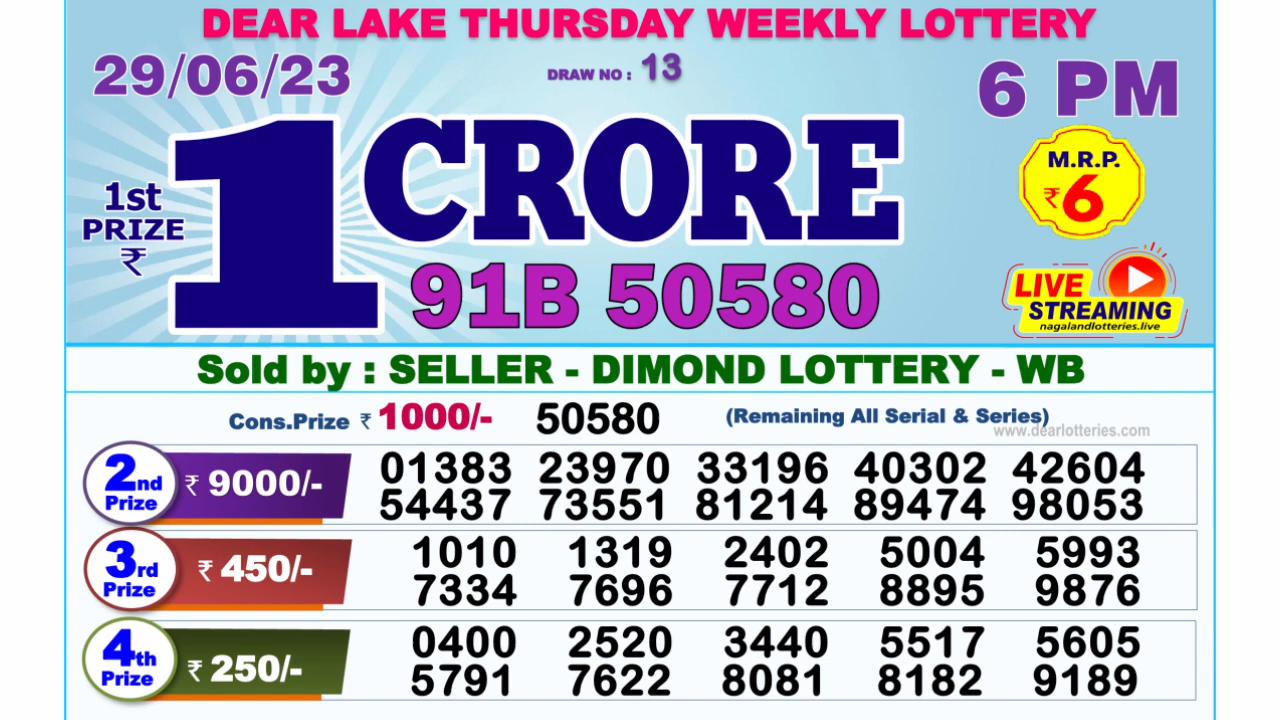 DEAR LAKE THURSDAY WEEKLY LOTTERY
29/06/23
DRAW NO : 13
6 PM
1st
PRIZE
₹
1 CRORE
91B 50580
M.R.P.
₹6
LIVE
STREAMING
nagalandlotteries.live
Sold by : SELLER - DIMOND LOTTERY - WB
Cons.Prize ₹ 1000/- 50580 (Remaining All Serial & Series)
www.dearlotteries.com
2nd
Prize
₹ 9000/-
01383 23970 33196 40302 42604
54437 73551 81214 89474 98053
3rd
Prize
₹ 450/-
1010 1319 2402 5004 5993
7334 7696 7712 8895 9876
4th
Prize
₹ 250/-
0400 2520 3440 5517 5605
5791 7622 8081 8182 9189